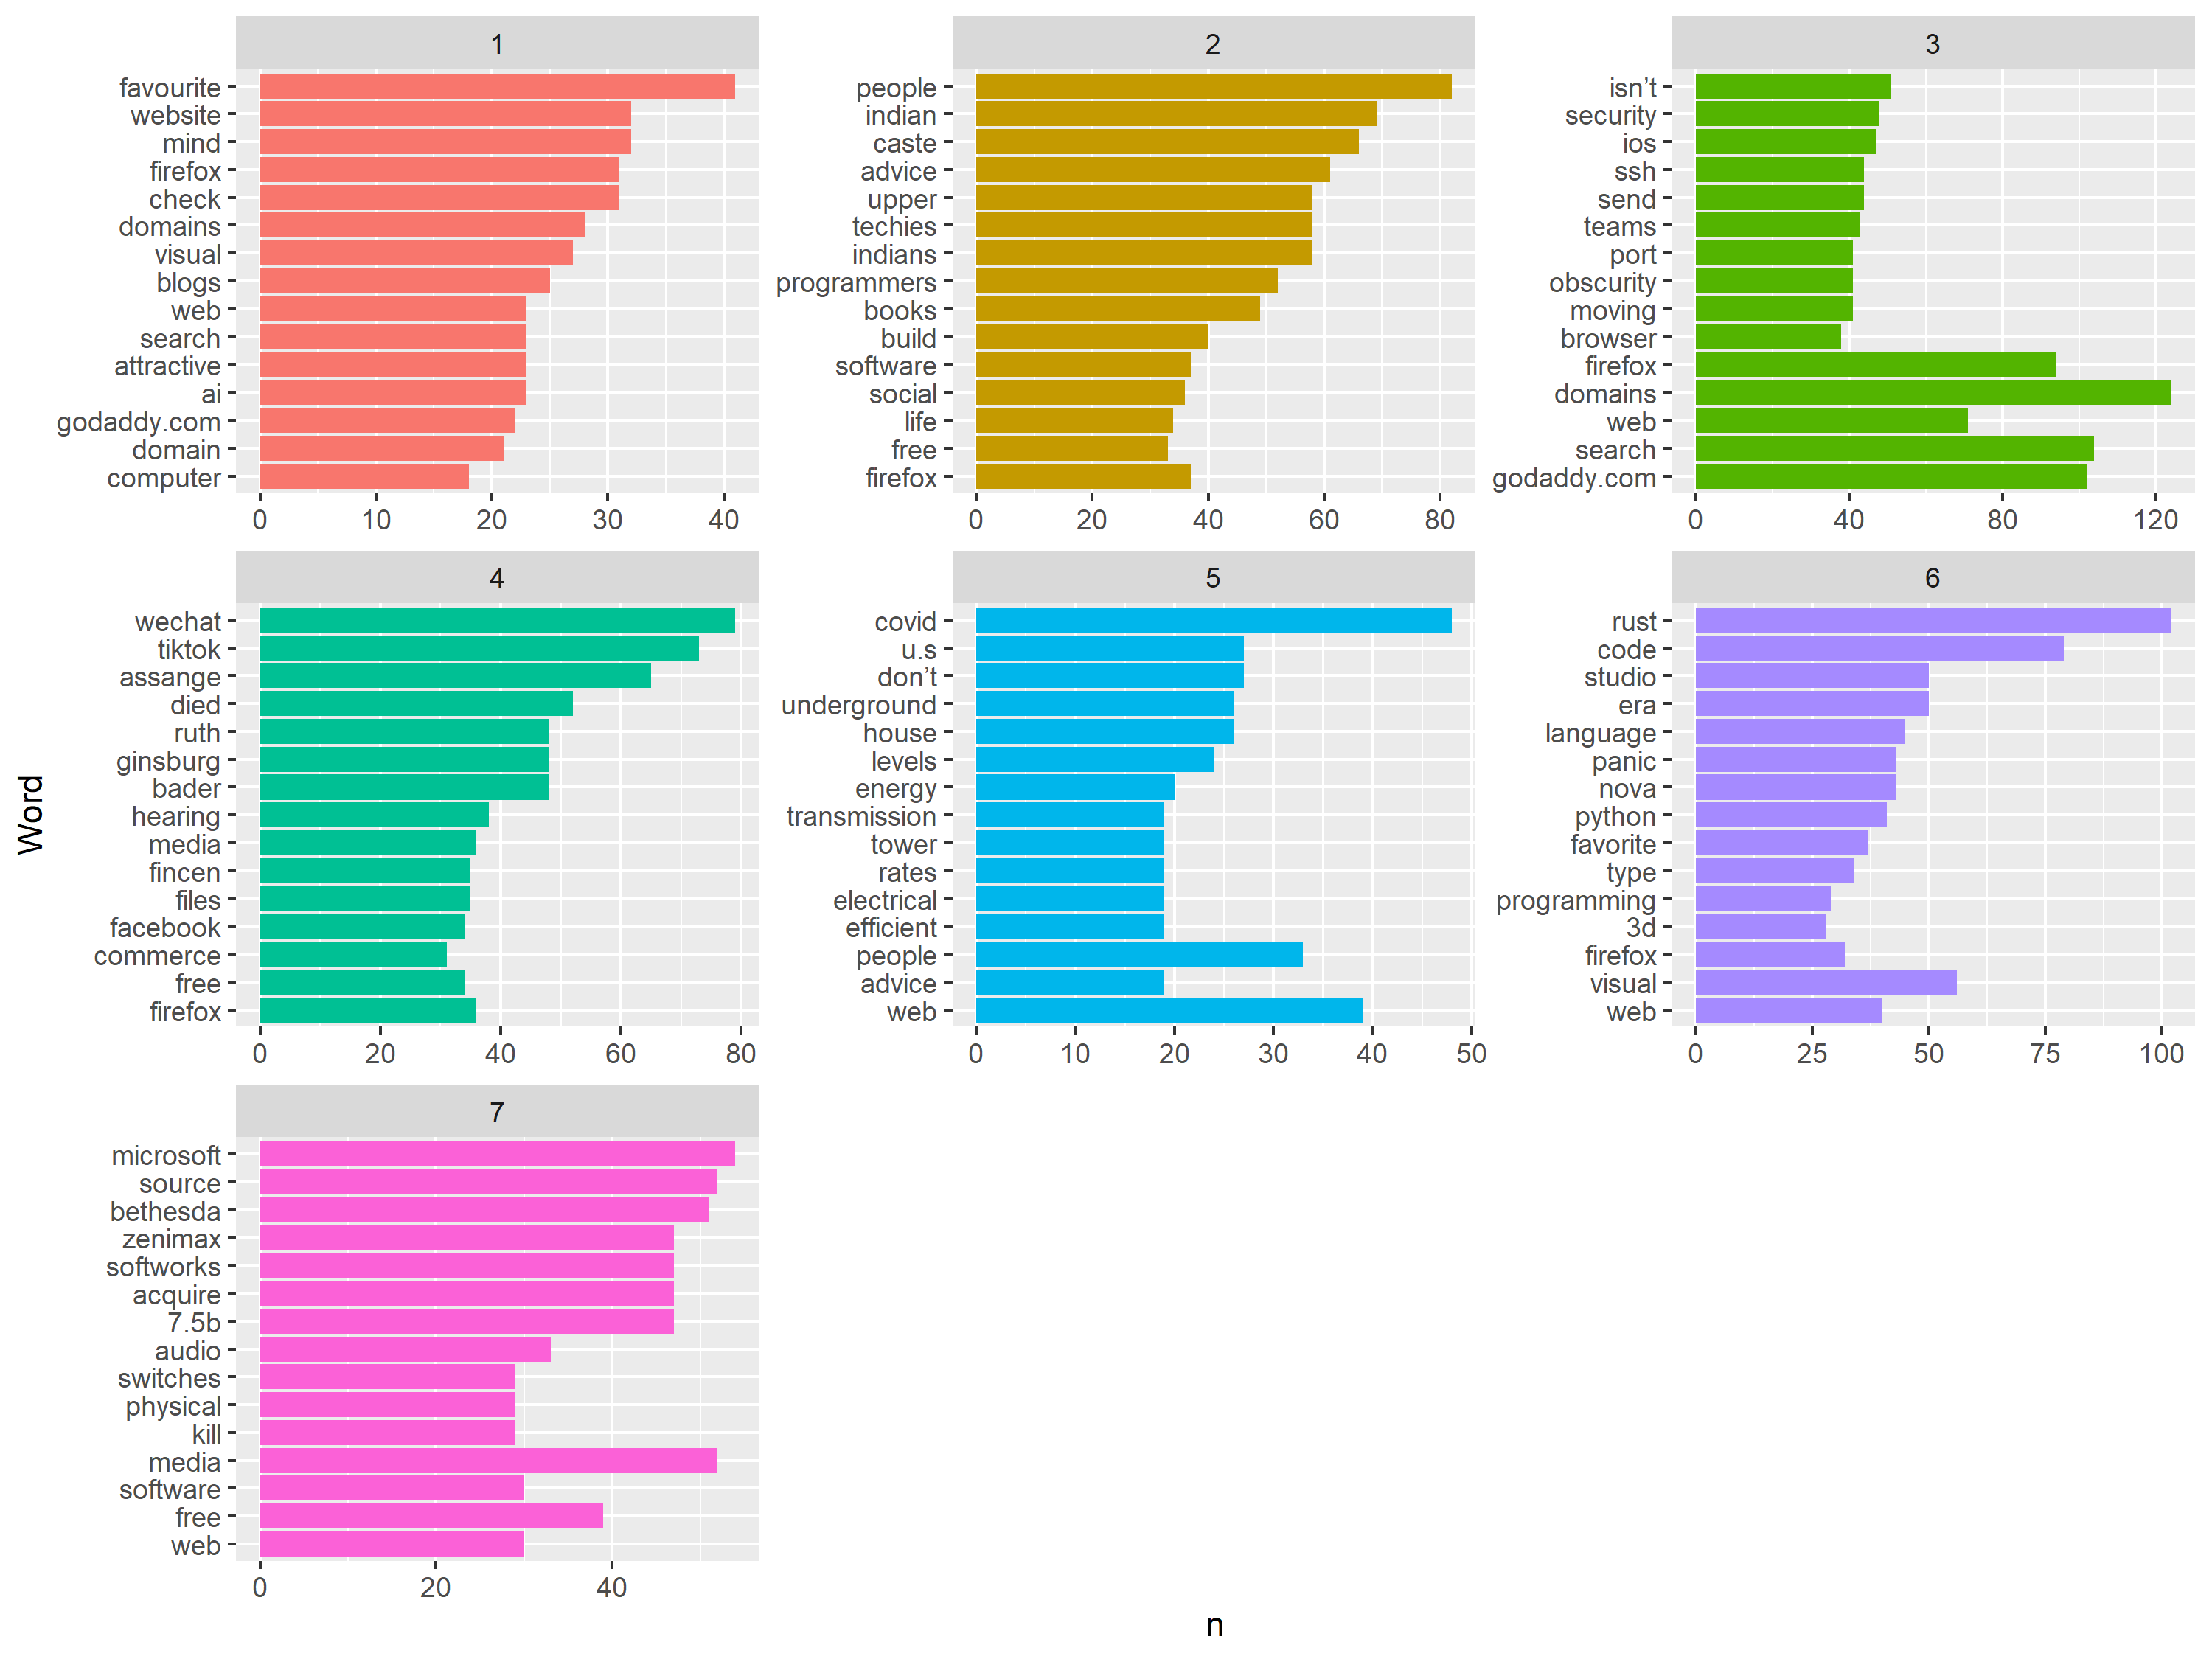 1
favourite
website
mind
firefox
check
domains
visual
blogs
web
search
attractive
ai
godaddy.com
domain
computer
0 10 20 30 40
2
people
indian
caste
advice
upper
techies
indians
programmers
books
build
software
social
life
free
firefox
0 20 40 60 80
3
isn’t
security
ios
ssh
send
teams
port
obscurity
moving
browser
firefox
domains
web
search
godaddy.com
0 40 80 120
Word
4
wechat
tiktok
assange
died
ruth
ginsburg
bader
hearing
media
fincen
files
facebook
commerce
free
firefox
0 20 40 60 80
5
covid
u.s
don’t
underground
house
levels
energy
transmission
tower
rates
electrical
efficient
people
advice
web
0 10 20 30 40 50
6
rust
code
studio
era
language
panic
nova
python
favorite
type
programming
3d
firefox
visual
web
0 25 50 75 100
7
microsoft
source
bethesda
zenimax
softworks
acquire
7.5b
audio
switches
physical
kill
media
software
free
web
0 20 40
n